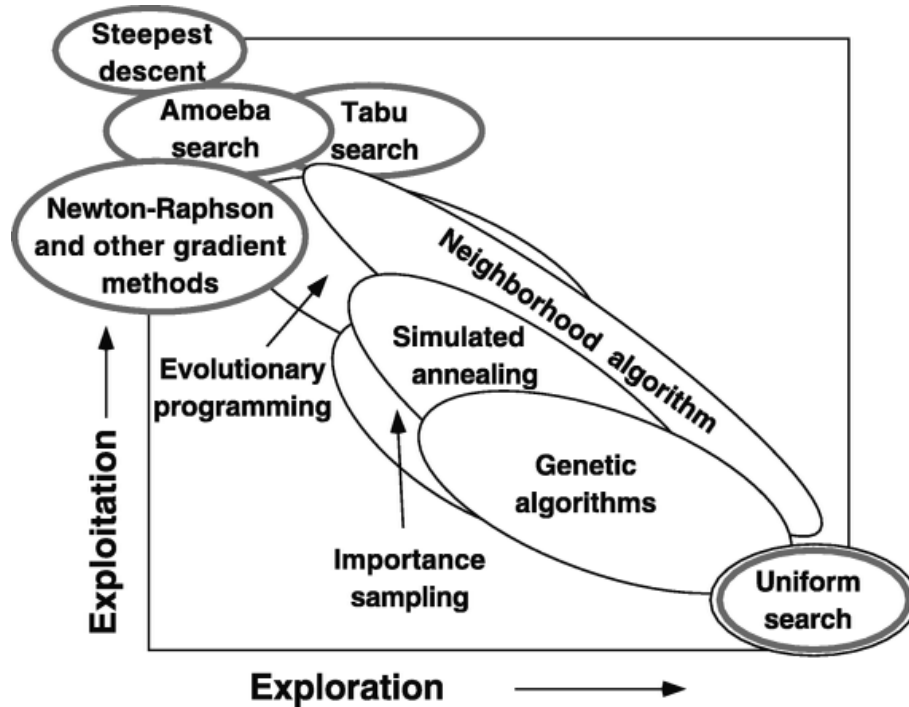 Steepest
descent
Amoeba
search
Tabu
search
Newton-Raphson
and other gradient
methods
Neighborhood algorithm
Simulated
annealing
Evolutionary
programming
Genetic
algorithms
Importance
sampling
Uniform
search
Exploitation
Exploration